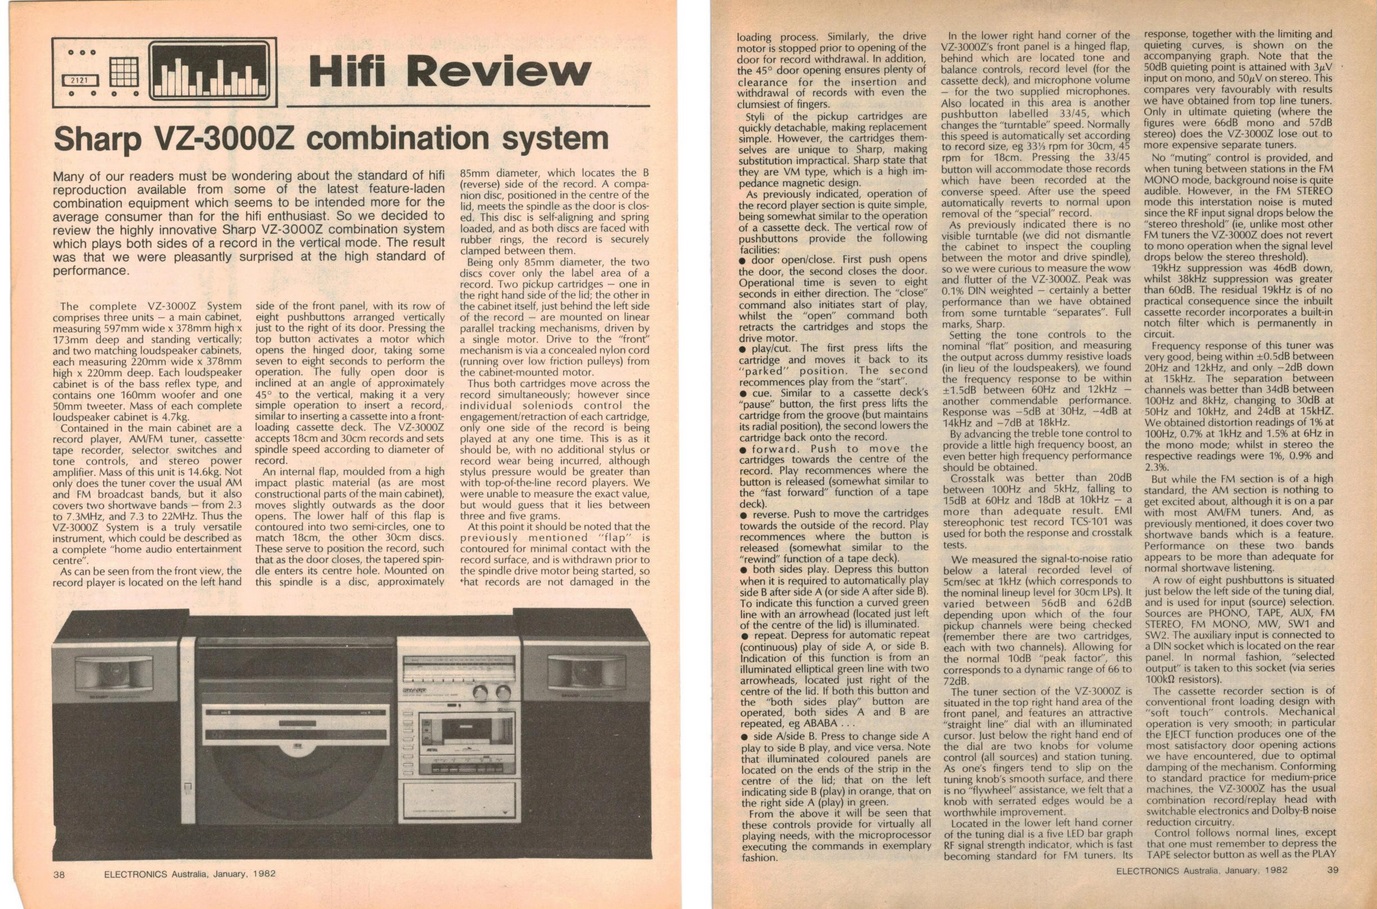 Hifi Review
2121
Sharp VZ-3000Z combination system
Many of our readers must be wondering about the standard of hifi
reproduction available from some of the latest feature-laden
combination equipment which seems to be intended more for the
average consumer than for the hifi enthusiast. So we decided to
review the highly innovative Sharp VZ-3000Z combination system
which plays both sides of a record in the vertical mode. The result
was that we were pleasantly surprised at the high standard of
performance.
The complete VZ-3000Z System
comprises three units — a main cabinet,
measuring 597mm wide x 378mm high x
173mm deep and standing vertically;
and two matching loudspeaker cabinets,
each measuring 220mm wide x 378mm
high x 220mm deep. Each loudspeaker
cabinet is of the bass reflex type, and
contains one 160mm woofer and one
50mm tweeter. Mass of each complete
loudspeaker cabinet is 4.7kg.
Contained in the main cabinet are a
record player, AM/FM tuner, cassette
tape recorder, selector switches and
tone controls, and stereo power
amplifier. Mass of this unit is 14.6kg. Not
only does the tuner cover the usual AM
and FM broadcast bands, but it also
covers two shortwave bands — from 2.3
to 7.3MHz, and 7.3 to 22MHz. Thus the
VZ-3000Z System is a truly versatile
instrument, which could be described as
a complete "home audio entertainment
centre".
As can be seen from the front view, the
record player is located on the left hand
side of the front panel, with its row of
eight pushbuttons arranged vertically
just to the right of its door. Pressing the
top button activates a motor which
opens the hinged door, taking some
seven to eight seconds to perform the
operation. The fully open door is
inclined at an angle of approximately
45° to the vertical, making it a very
simple operation to insert a record,
similar to inserting a cassette into a front-
loading cassette deck. The VZ-3000Z
accepts 18cm and 30cm records and sets
spindle speed according to diameter of
record.
An internal flap, moulded from a high
impact plastic material (as are most
constructional parts of the main cabinet),
moves slightly outwards as the door
opens. The lower half of this flap is
contoured into two semi-circles, one to
match 18cm, the other 30cm discs.
These serve to position the record, such
that as the door closes, the tapered spin-
dle enters its centre hole. Mounted on
this spindle is a disc, approximately
85mm diameter, which locates the B
(reverse) side of the record. A compa-
nion disc, positioned in the centre of the
lid, meets the spindle as the door is clos-
ed. This disc is self-aligning and spring
loaded, and as both discs are faced with
rubber rings, the record is securely
clamped between them.
Being only 85mm diameter, the two
discs cover only the label area of a
record. Two pickup cartridges — one in
the right hand side lid; the other in
the cabinet itself, just behind the left side
of the record — are mounted on linear
parallel tracking mechanisms, driven by
a single motor. Drive to the "front"
mechanism is via a concealed nylon cord
(running over low friction pulleys) from
the cabinet-mounted motor.
Thus both cartridges move across the
record simultaneously; however since
individual soleniods control the
engagement/retraction of each cartridge,
only one side of the record is being
played at any one time. This is as it
should be, with no additional stylus or
record wear being incurred, although
stylus pressure would be greater than
with top-of-the-line record players. We
were unable to measure the exact value,
but would guess that it lies between
three and five grams.
At this point it should be noted that the
previously mentioned "flap" is
contoured for minimal contact with the
record surface, and is withdrawn prior to
the spindle drive motor being started, so
that records are not damaged in the
38
ELECTRONICS Australia, January, 1982
loading process. Similarly, the drive
motor is stopped prior to opening of the
door for record withdrawal. In addition,
the 45° door opening ensures plenty of
clearance for the insertion and
withdrawal of records with even the
clumsiest of fingers.
Styli of the pickup cartridges are
quickly detachable, making replacement
simple. However, the cartridges them-
selves are unique to Sharp, making
substitution impractical. Sharp state that
they are VM type, which is a high im-
pedance magnetic design.
As previously indicated, operation of
the record player section is quite simple,
being somewhat similar to the operation
of a cassette deck. The vertical row of
pushbuttons provide the following
facilities:
● door open/close. First push opens
the door, the second closes the door.
Operational time is seven to eight
seconds in either direction. The "close"
command also initiates start of play,
whilst the "open" command both
retracts the cartridges and stops the
drive motor.
● play/cut. The first press lifts the
cartridge and moves it back to its
"parked" position. The second
recommences play from the "start".
● cue. Similar to a cassette deck's
"pause" button, the first press lifts the
cartridge from the groove (but maintains
its radial position), the second lowers the
cartridge back onto the record.
● forward. Push to move the
cartridges towards the centre of the
record. Play recommences where the
button is released (somewhat similar to
the "fast forward" function of a tape
deck).
● reverse. Push to move the cartridges
towards the outside of the record. Play
recommences where the button is
released (somewhat similar to the
"rewind" function of a tape deck).
● both sides play. Depress this button
when it is required to automatically play
side B after side A (or side A after side B).
To indicate this function a curved green
line with an arrowhead (located just left
of the centre of the lid) is illuminated.
● repeat. Depress for automatic repeat
(continuous) play of side A, or side B.
Indication of this function is from an
illuminated elliptical green line with two
arrowheads, located just right of the
centre of the lid. If both this button and
the "both sides play" button are
operated, both sides A and B are
repeated, eg ABABA . . .
● side A/side B. Press to change side A
play to side B play, and vice versa. Note
that illuminated coloured panels are
located on the ends of the strip in the
centre of the lid; that on the left
indicating side B (play) in orange, that on
the right side A (play) in green.
From the above it will be seen that
these controls provide for virtually all
playing needs, with the microprocessor
executing the commands in exemplary
fashion.
In the lower right hand corner of the
VZ-3000Z's front panel is a hinged flap,
behind which are located tone and
balance controls, record level (for the
cassette deck), and microphone volume
— for the two supplied microphones.
Also located in this area is another
pushbutton labelled 33/45, which
changes the "turntable" speed. Normally
this speed is automatically set according
to record size, eg 33⅓ rpm for 30cm, 45
rpm for 18cm. Pressing the 33/45
button will accommodate those records
which have been recorded at the
converse speed. After use the speed
automatically reverts to normal upon
removal of the "special" record.
As previously indicated there is no
visible turntable (we did not dismantle
the cabinet to inspect the coupling
between the motor and drive spindle),
so we were curious to measure the wow
and flutter of the VZ-3000Z. Peak was
0.1% DIN weighted — certainly a better
performance than we have obtained
from some turntable "separates". Full
marks, Sharp.
Setting the tone controls to the
nominal "flat" position, and measuring
the output across dummy resistive loads
(in lieu of the loudspeakers), we found
the frequency response to be within
±1.5dB between 60Hz and 12kHz —
another commendable performance.
Response was −5dB at 30Hz, −4dB at
14kHz and −7dB at 18kHz.
By advancing the treble tone control to
provide a little high frequency boost, an
even better high frequency performance
should be obtained.
Crosstalk was better than 20dB
between 100Hz and 5kHz, falling to
15dB at 60Hz and 18dB at 10kHz — a
more than adequate result. EMI
stereophonic test record TCS-101 was
used for both the response and crosstalk
tests.
We measured the signal-to-noise ratio
below a lateral recorded level of
5cm/sec at 1kHz (which corresponds to
the nominal lineup level for 30cm LPs). It
varied between 56dB and 62dB
depending upon which of the four
pickup channels were being checked
(remember there are two cartridges,
each with two channels). Allowing for
the normal 10dB "peak factor", this
corresponds to a dynamic range of 66 to
72dB.
The tuner section of the VZ-3000Z is
situated in the top right hand area of the
front panel, and features an attractive
"straight line" dial with an illuminated
cursor. Just below the right hand end of
the dial are two knobs for volume
control (all sources) and station tuning.
As one's fingers tend to slip on the
tuning knob's smooth surface, and there
is no "flywheel" assistance, we felt that a
knob with serrated edges would be a
worthwhile improvement.
Located in the lower left hand corner
of the tuning dial is a five LED bar graph
RF signal strength indicator, which is fast
becoming standard for FM tuners. Its
response, together with the limiting and
quieting curves, is shown on the
accompanying graph. Note that the
50dB quieting point is attained with 3μV
input on mono, and 50μV on stereo. This
compares very favourably with results
we have obtained from top line tuners.
Only in ultimate quieting (where the
figures were 66dB mono and 57dB
stereo) does the VZ-3000Z lose out to
more expensive separate tuners.
No "muting" control is provided, and
when tuning between stations in the FM
MONO mode, background noise is quite
audible. However, in the FM STEREO
mode this interstation noise is muted
since the RF input signal drops below the
"stereo threshold" (ie, unlike most other
FM tuners the VZ-3000Z does not revert
to mono operation when the signal level
drops below the stereo threshold).
19kHz suppression was 46dB down,
whilst 38kHz suppression was greater
than 60dB. The residual 19kHz is of no
practical consequence since the inbuilt
cassette recorder incorporates a built-in
notch filter which is permanently in
circuit.
Frequency response of this tuner was
very good, being within ±0.5dB between
20Hz and 12kHz, and only −2dB down
at 15kHz. The separation between
channels was better than 34dB between
100Hz and 8kHz, changing to 30dB at
50Hz and 10kHz, and 24dB at 15kHZ.
We obtained distortion readings of 1% at
100Hz, 0.7% at 1kHz and 1.5% at 6Hz in
the mono mode; whilst in stereo the
respective readings were 1%, 0.9% and
2.3%.
But while the FM section is of a high
standard, the AM section is nothing to
get excited about, although it is on a par
with most AM/FM tuners. And, as
previously mentioned, it does cover two
shortwave bands which is a feature.
Performance on these two bands
appears to be more than adequate for
normal shortwave listening.
A row of eight pushbuttons is situated
just below the left side of the tuning dial,
and is used for input (source) selection.
Sources are PHONO, TAPE, AUX, FM
STEREO, FM MONO, MW, SW1 and
SW2. The auxiliary input is connected to
a DIN socket which is located on the rear
panel. In normal fashion, "selected
output" is taken to this socket (via series
100kΩ resistors).
The cassette recorder section is of
conventional front loading design with
"soft touch" controls. Mechanical
operation is very smooth; in particular
the EJECT function produces one of the
most satisfactory door opening actions
we have encountered, due to optimal
damping of the mechanism. Conforming
to standard practice for medium-price
machines, the VZ-3000Z has the usual
combination record/replay head with
switchable electronics and Dolby-B noise
reduction circuitry.
Control follows normal lines, except
that one must remember to depress the
TAPE selector button as well as the PLAY
ELECTRONICS Australia, January, 1982
39